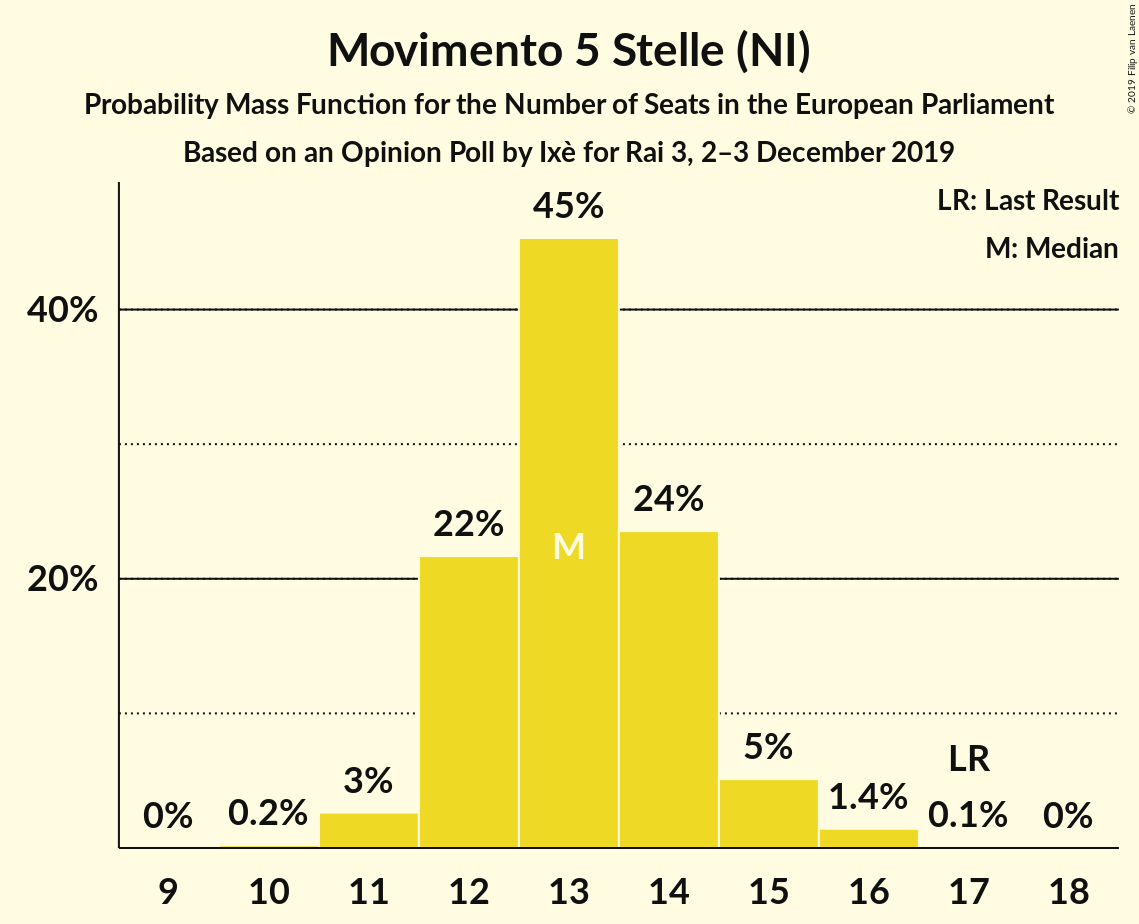 Movimento 5 Stelle (NI)
Probability Mass Function for the Number of Seats in the European Parliament
Based on an Opinion Poll by Ixè for Rai 3, 2–3 December 2019
© 2019 Filip van Laenen
LR: Last Result
M: Median
45%
40%
24%
22%
M
20%
5%
LR
3%
1.4%
0% 0.2% 0.1% 0%
9 10 11 12 13 14 15 16 17 18